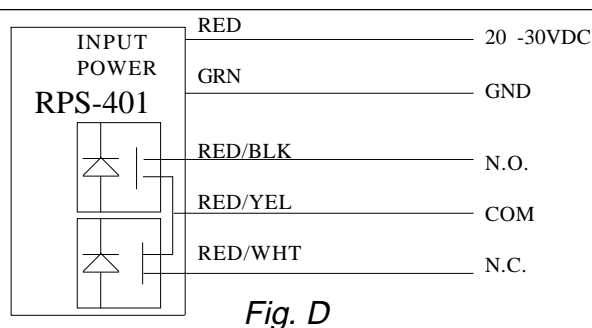 RED
20 -30VDC
INPUT
POWER
GRN
GND
RPS-401
RED/BLK
N.O.
RED/YEL
COM
RED/WHT
N.C.
Fig. D